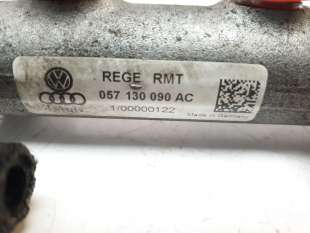 REGE RMT
057 130 090 AC
1/00000122
Made in Germany